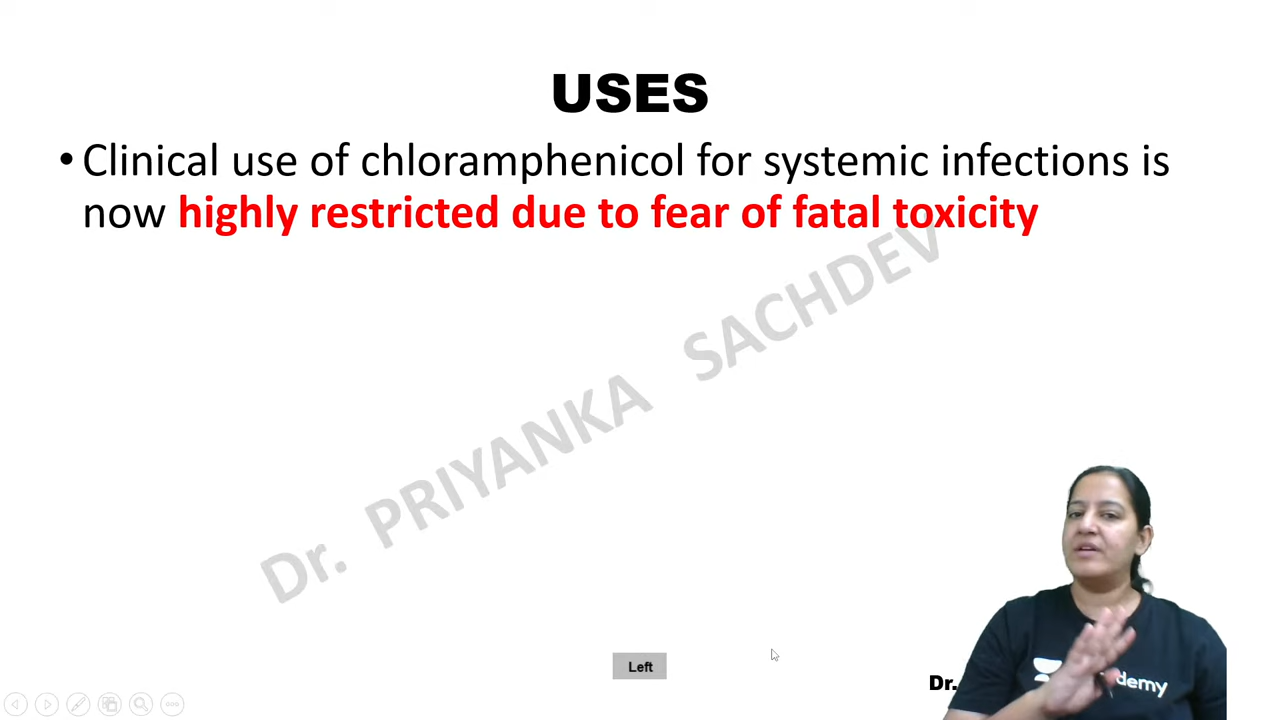 USES
• Clinical use of chloramphenicol for systemic infections is
now highly restricted due to fear of fatal toxicity
Dr. PRIYANKA SACHDEV
Left
Dr.
demy